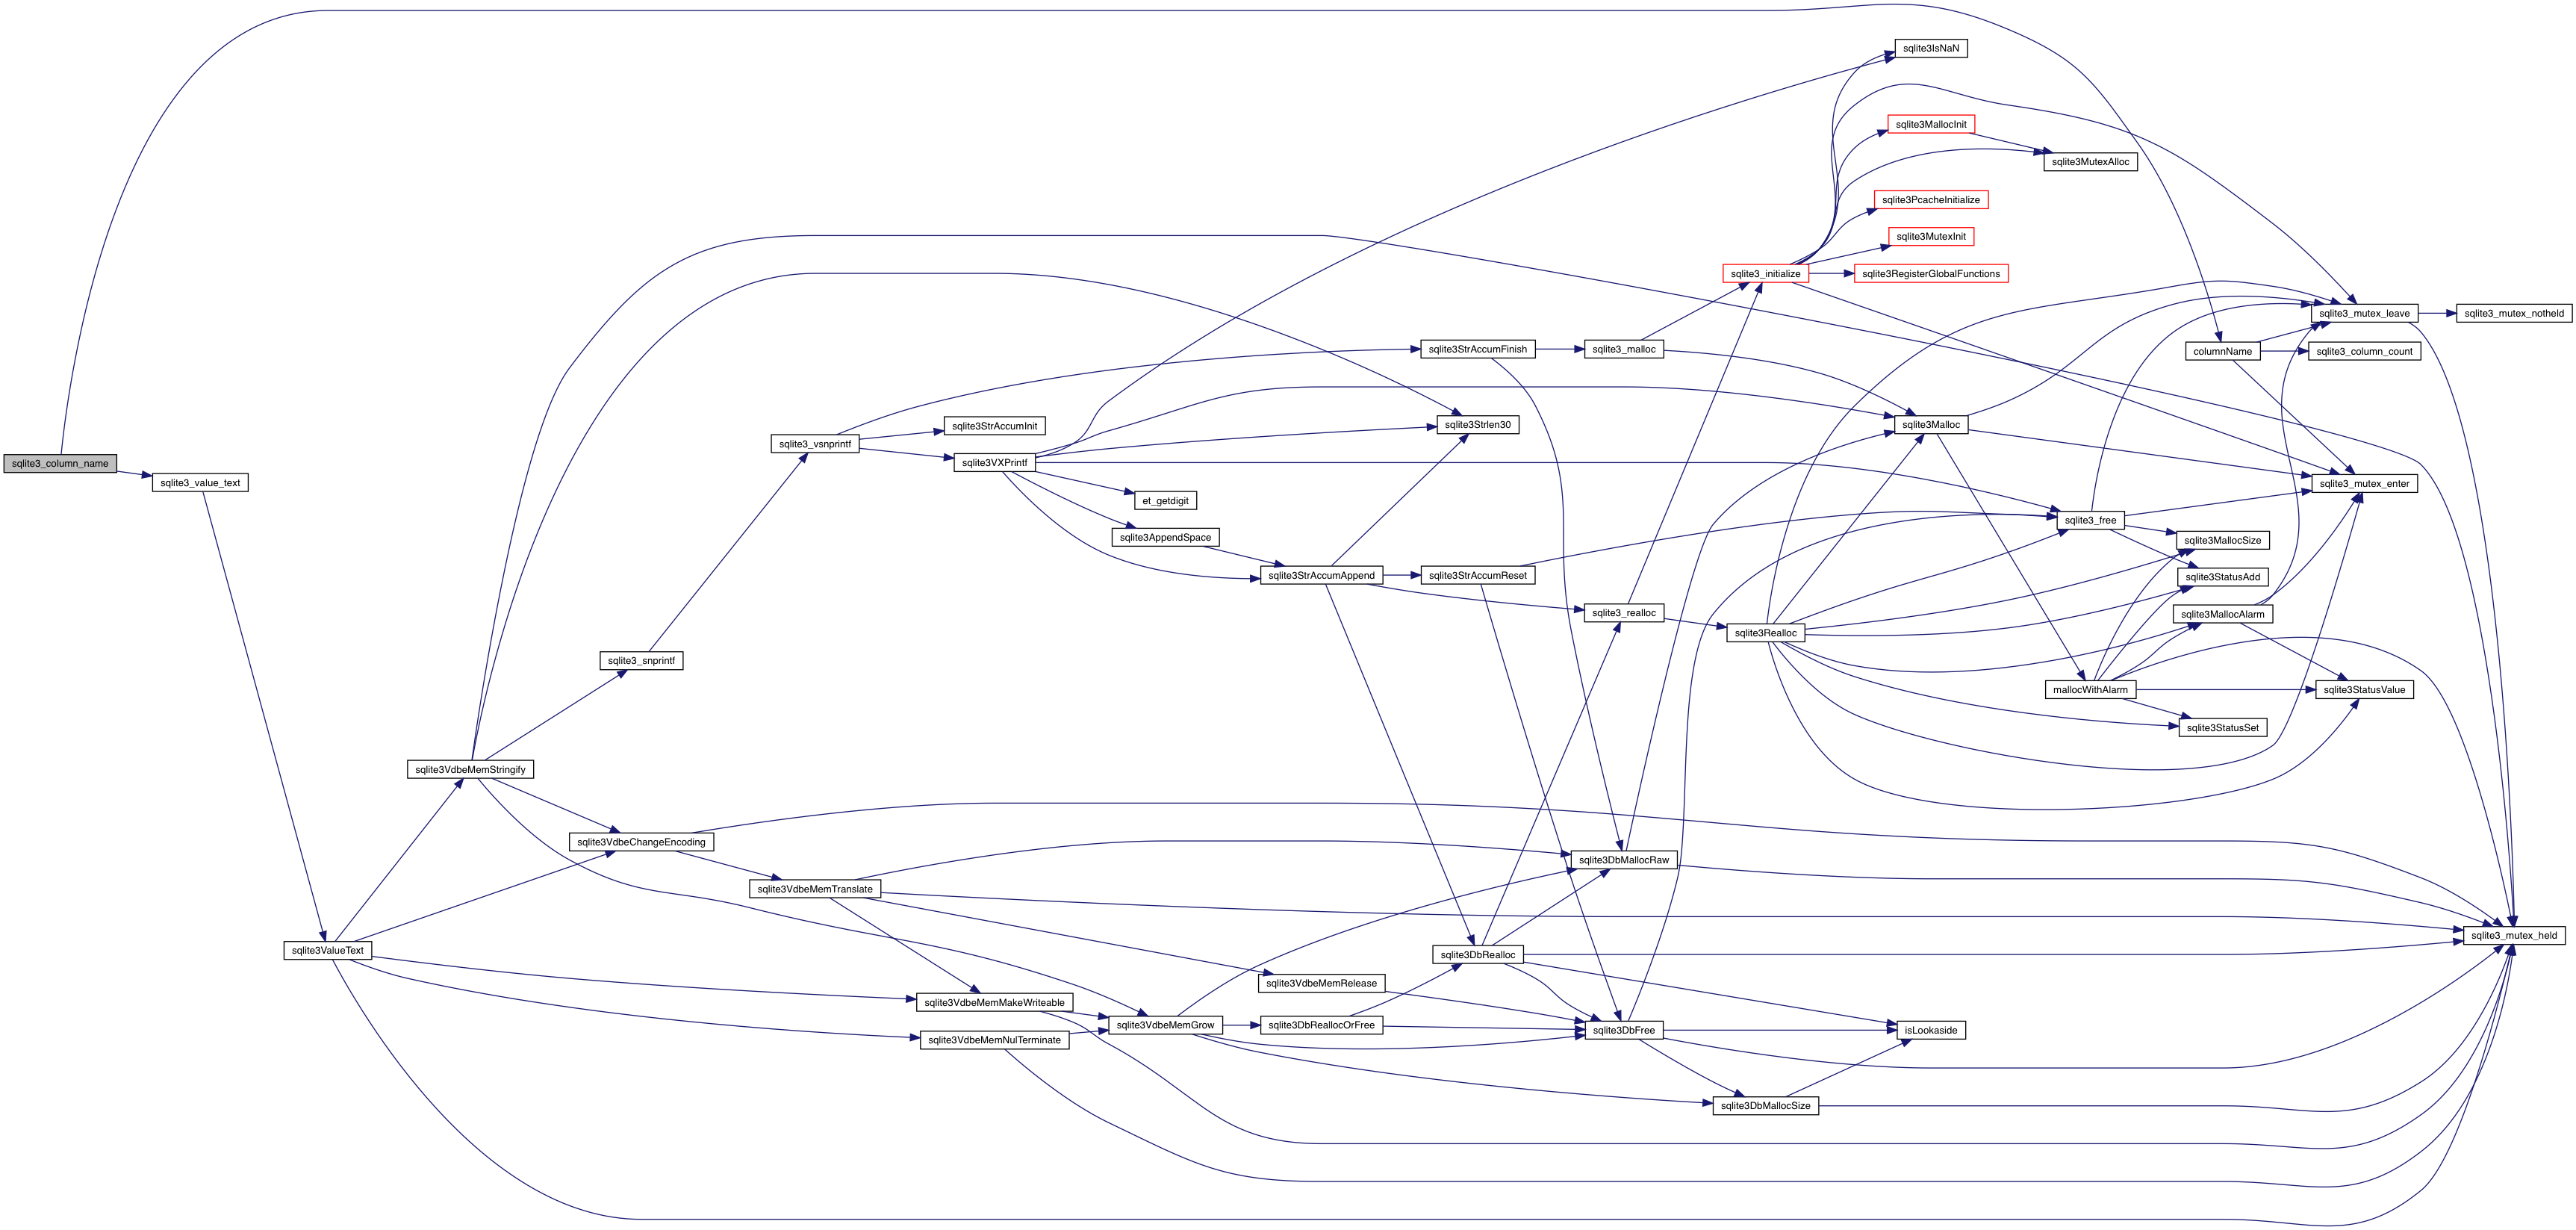 sqlite3_column_name
sqlite3_value_text
sqlite3ValueText
sqlite3VdbeMemStringify
sqlite3_snprintf
sqlite3VdbeChangeEncoding
sqlite3_vsnprintf
sqlite3VdbeMemTranslate
sqlite3StrAccumInit
sqlite3VXPrintf
sqlite3VdbeMemMakeWriteable
sqlite3VdbeMemNulTerminate
et_getdigit
sqlite3AppendSpace
sqlite3VdbeMemGrow
sqlite3StrAccumAppend
sqlite3VdbeMemRelease
sqlite3DbReallocOrFree
sqlite3StrAccumFinish
sqlite3Strlen30
sqlite3StrAccumReset
sqlite3DbRealloc
sqlite3_malloc
sqlite3_realloc
sqlite3DbMallocRaw
sqlite3DbFree
sqlite3_initialize
sqlite3Realloc
sqlite3DbMallocSize
sqlite3IsNaN
sqlite3MallocInit
sqlite3PcacheInitialize
sqlite3MutexInit
sqlite3RegisterGlobalFunctions
sqlite3Malloc
isLookaside
sqlite3MutexAlloc
sqlite3_free
mallocWithAlarm
columnName
sqlite3MallocSize
sqlite3StatusAdd
sqlite3MallocAlarm
sqlite3StatusSet
sqlite3_mutex_leave
sqlite3_column_count
sqlite3_mutex_enter
sqlite3StatusValue
sqlite3_mutex_notheld
sqlite3_mutex_held